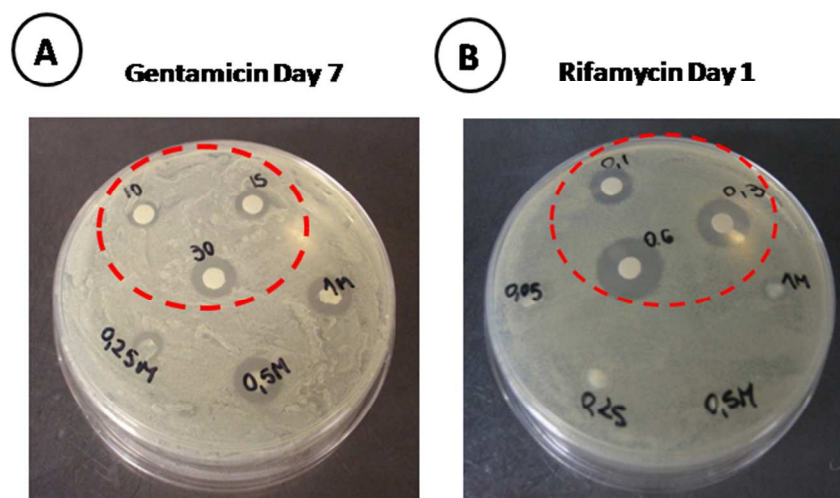 A
Gentamicin Day 7
10
15
30
1M
0,25M
0,5M
B
Rifamycin Day 1
0,1
0,3
0.6
0,05
1M
0,25
0,5M